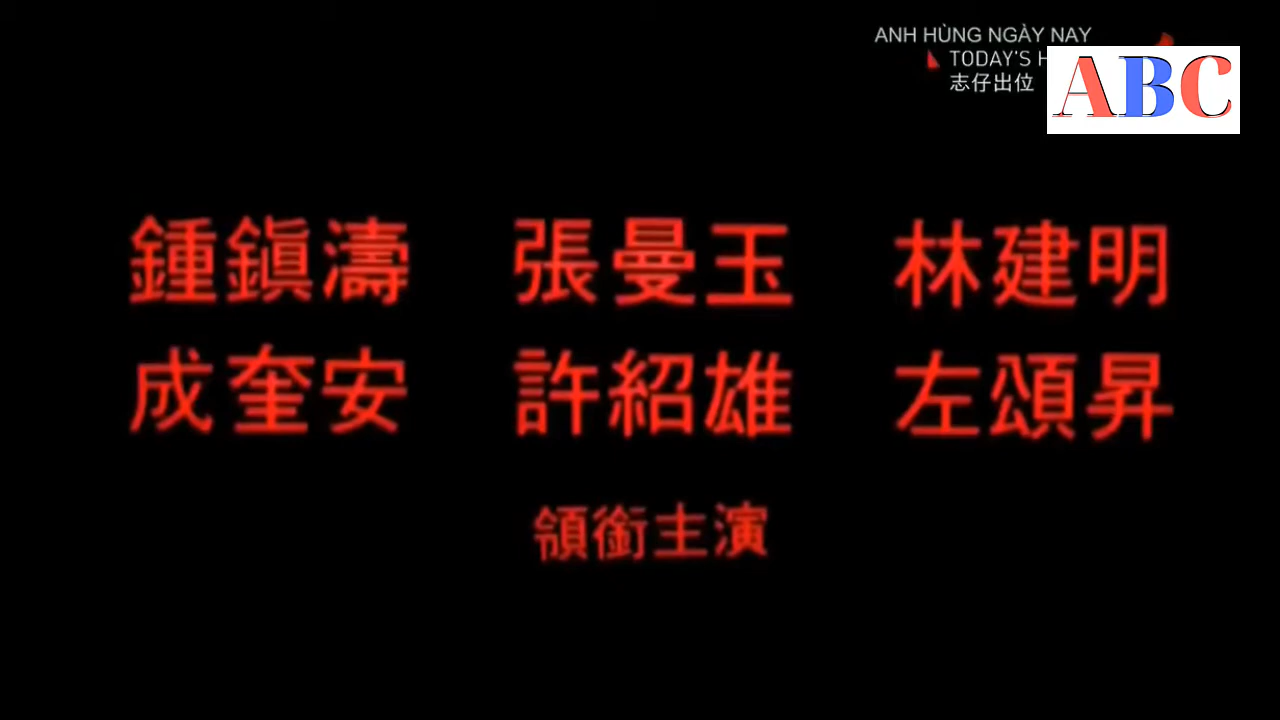 ANH HÙNG NGÀY NAY
TODAY'S
志仔出位
ABC
鍾鎮濤 張曼玉 林建明
成奎安 許紹雄 左頌昇
領銜主演